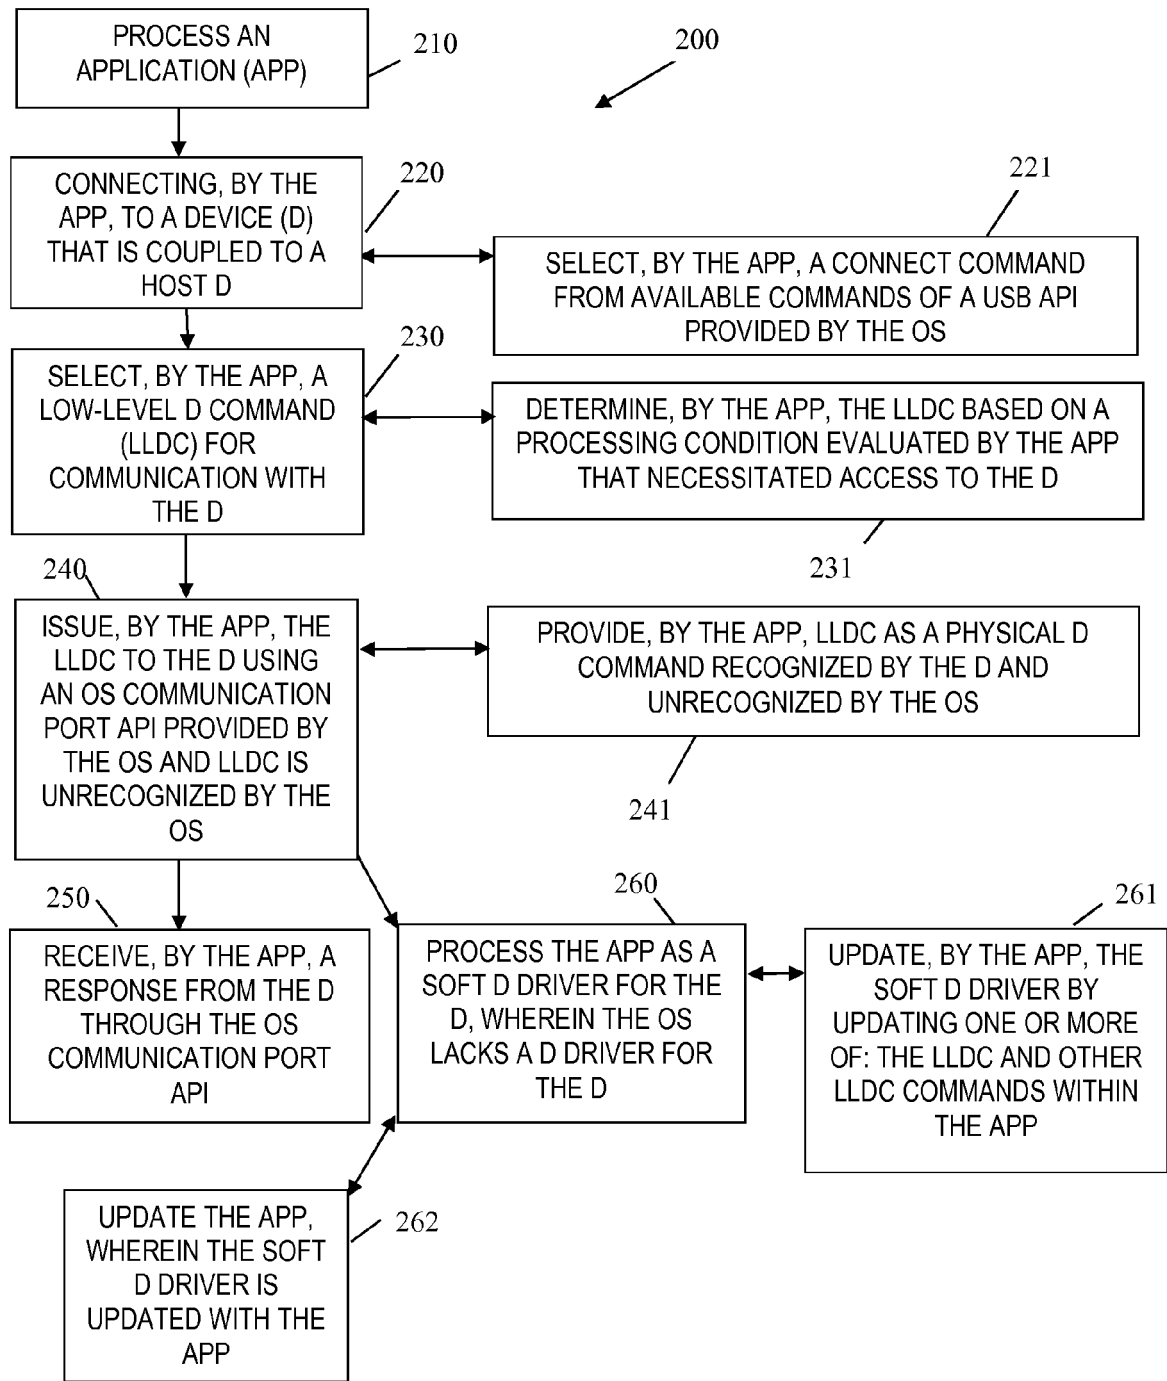 PROCESS AN
APPLICATION (APP)
210
200
CONNECTING, BY THE
APP, TO A DEVICE (D)
THAT IS COUPLED TO A
HOST D
220
221
SELECT, BY THE APP, A CONNECT COMMAND
FROM AVAILABLE COMMANDS OF A USB API
PROVIDED BY THE OS
230
SELECT, BY THE APP, A
LOW-LEVEL D COMMAND
(LLDC) FOR
COMMUNICATION WITH
THE D
DETERMINE, BY THE APP, THE LLDC BASED ON A
PROCESSING CONDITION EVALUATED BY THE APP
THAT NECESSITATED ACCESS TO THE D
231
240
ISSUE, BY THE APP, THE
LLDC TO THE D USING
AN OS COMMUNICATION
PORT API PROVIDED BY
THE OS AND LLDC IS
UNRECOGNIZED BY THE
OS
PROVIDE, BY THE APP, LLDC AS A PHYSICAL D
COMMAND RECOGNIZED BY THE D AND
UNRECOGNIZED BY THE OS
241
250
RECEIVE, BY THE APP, A
RESPONSE FROM THE D
THROUGH THE OS
COMMUNICATION PORT
API
260
PROCESS THE APP AS A
SOFT D DRIVER FOR THE
D, WHEREIN THE OS
LACKS A D DRIVER FOR
THE D
261
UPDATE, BY THE APP, THE
SOFT D DRIVER BY
UPDATING ONE OR MORE
OF: THE LLDC AND OTHER
LLDC COMMANDS WITHIN
THE APP
UPDATE THE APP,
WHEREIN THE SOFT
D DRIVER IS
UPDATED WITH THE
APP
262